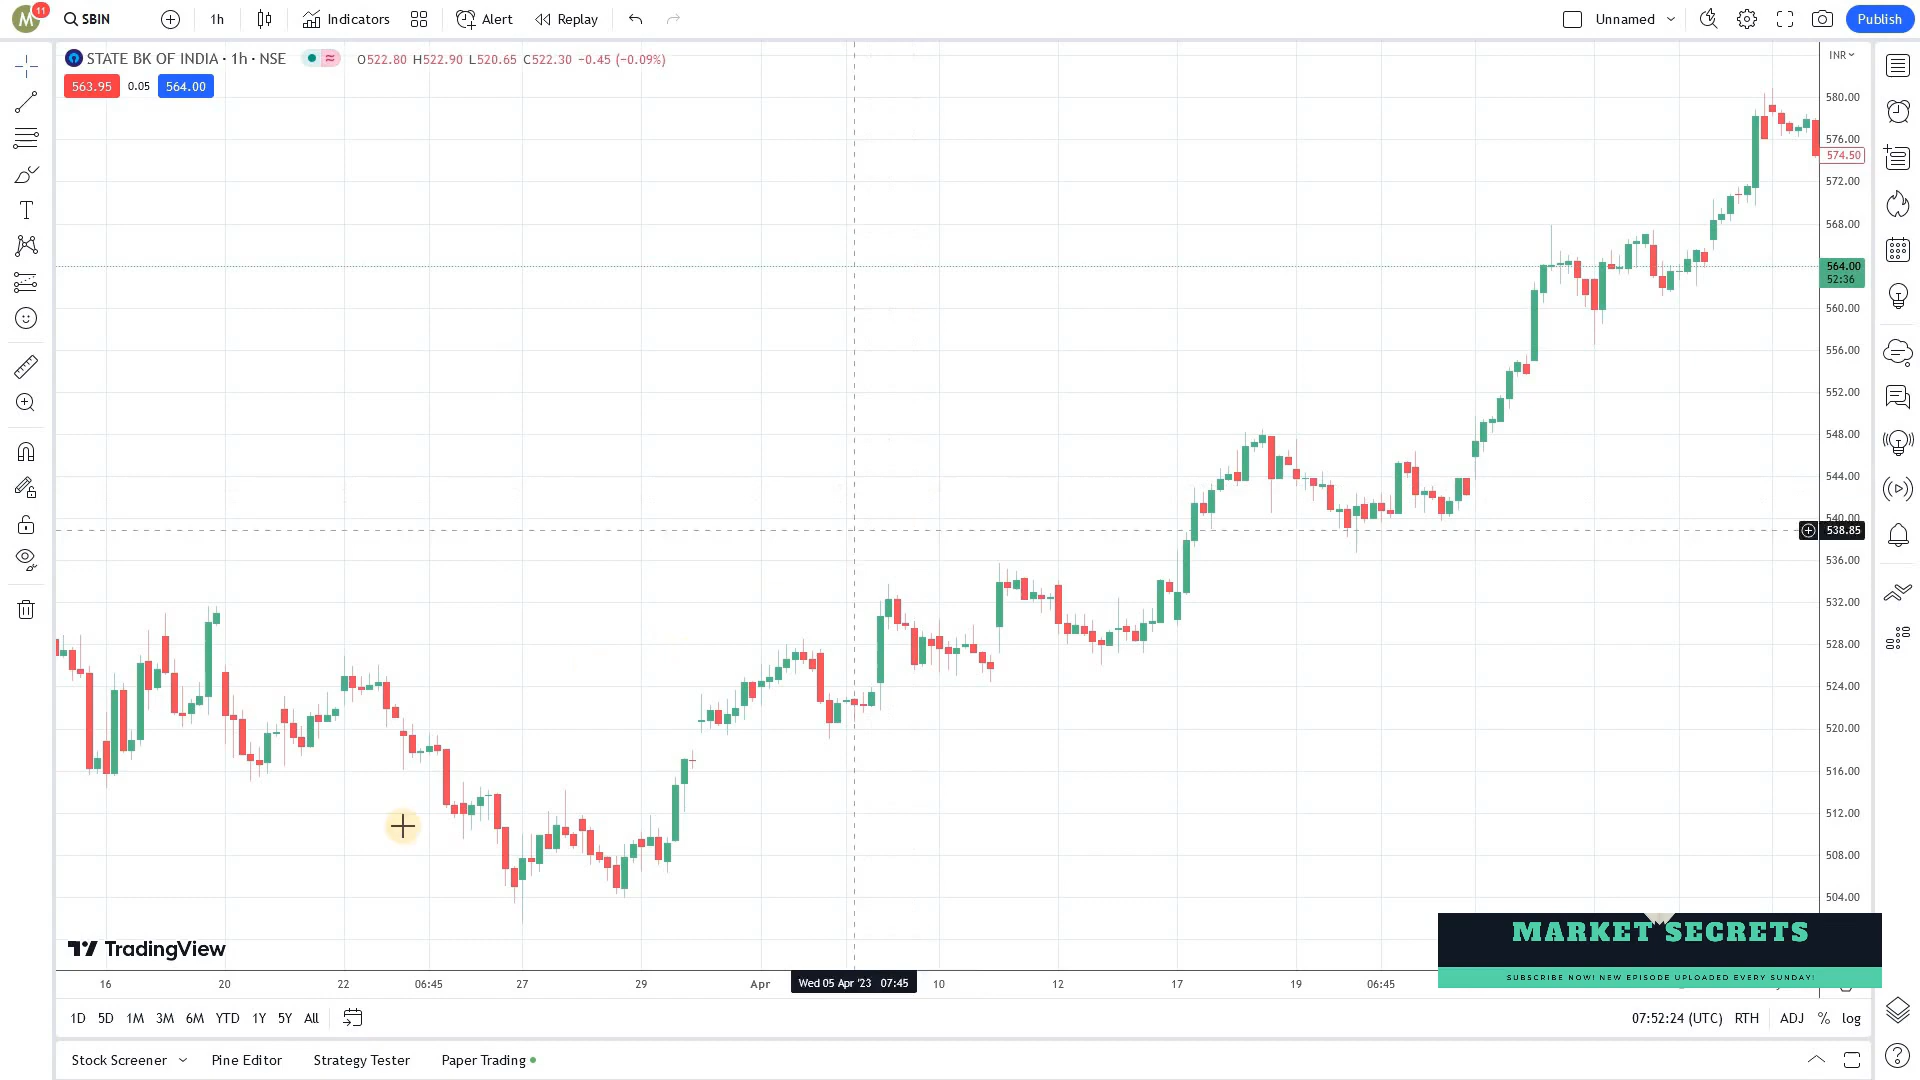 M 11 SBIN 1h Indicators Alert Replay Unnamed Publish
STATE BK OF INDIA · 1h · NSE O522.80 H522.90 L520.65 C522.30 −0.45 (−0.09%) INR
563.95 0.05 564.00
580.00
576.00
574.50
572.00
568.00
564.00
52:36
560.00
556.00
552.00
548.00
544.00
540.00
538.85
536.00
532.00
528.00
524.00
520.00
516.00
512.00
508.00
504.00
TradingView
MARKET SECRETS
SUBSCRIBE NOW! NEW EPISODE UPLOADED EVERY SUNDAY!
16 20 22 06:45 27 29 Apr Wed 05 Apr '23 07:45 10 12 17 19 06:45
1D 5D 1M 3M 6M YTD 1Y 5Y All 07:52:24 (UTC) RTH ADJ % log
Stock Screener Pine Editor Strategy Tester Paper Trading